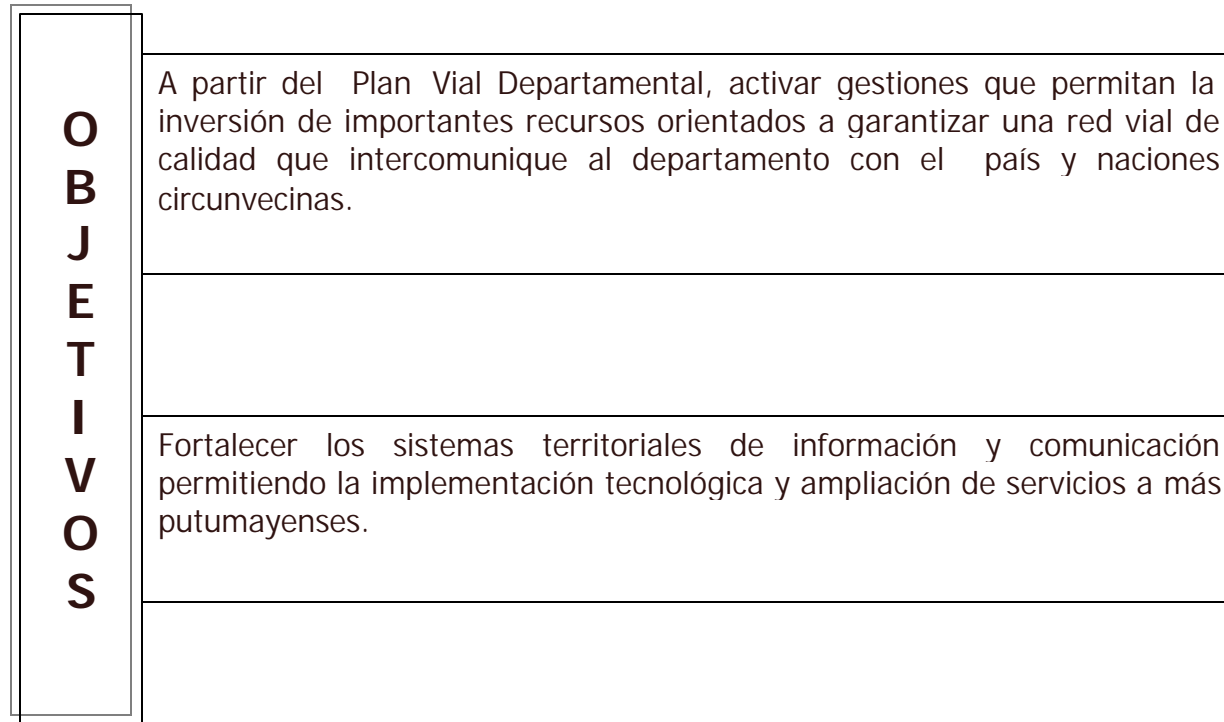 OBJETIVOS
A partir del Plan Vial Departamental, activar gestiones que permitan la
inversión de importantes recursos orientados a garantizar una red vial de
calidad que intercomunique al departamento con el país y naciones
circunvecinas.
Fortalecer los sistemas territoriales de información y comunicación
permitiendo la implementación tecnológica y ampliación de servicios a más
putumayenses.